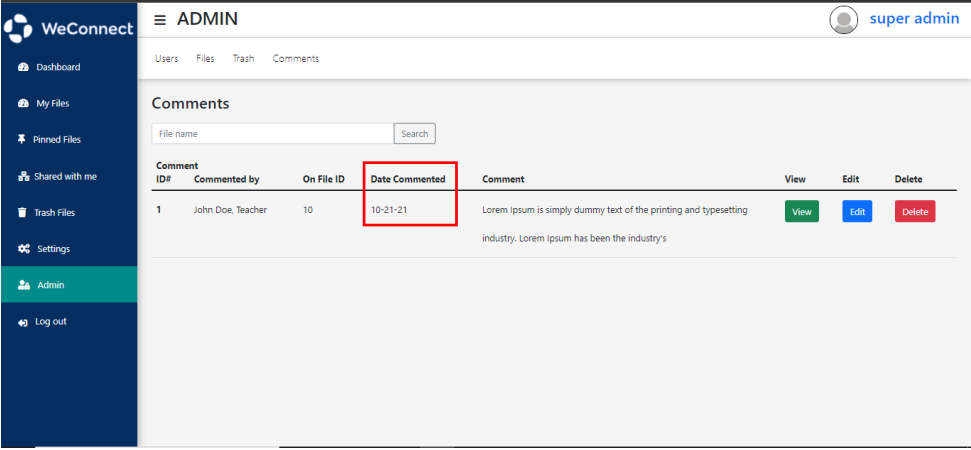 WeConnect
☰ ADMIN
super admin
Users Files Trash Comments
Dashboard
My Files
Pinned Files
Shared with me
Trash Files
Settings
Admin
Log out
Comments
File name Search
Comment ID# Commented by On File ID Date Commented Comment View Edit Delete
1 John Doe, Teacher 10 10-21-21 Lorem Ipsum is simply dummy text of the printing and typesetting View Edit Delete
industry. Lorem Ipsum has been the industry's